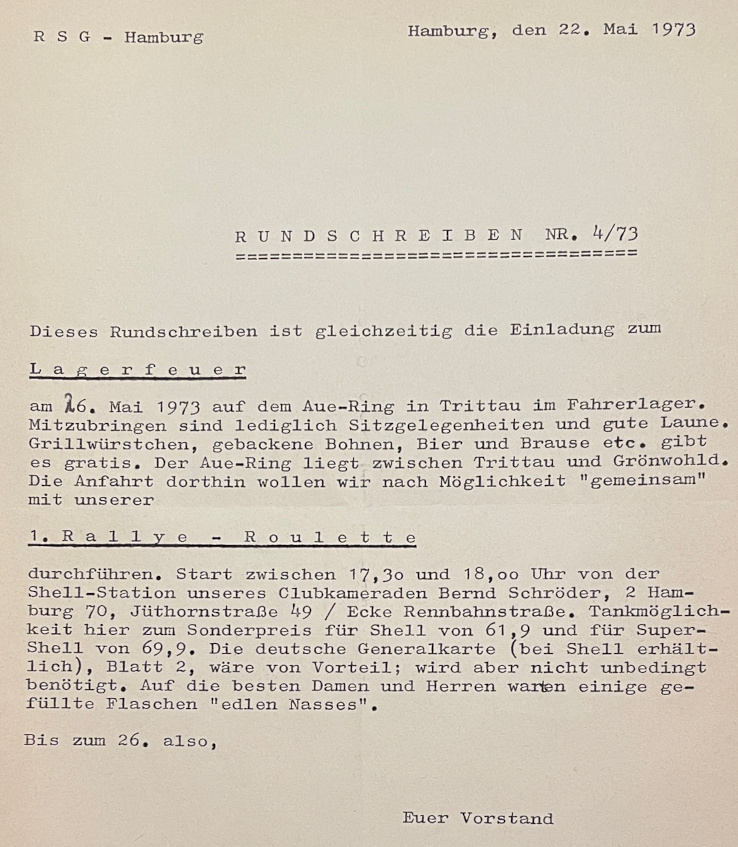 R S G - Hamburg
Hamburg, den 22. Mai 1973
R U N D S C H R E I B E N  NR. 4/73
===================================
Dieses Rundschreiben ist gleichzeitig die Einladung zum
L a g e r f e u e r
am 26. Mai 1973 auf dem Aue-Ring in Trittau im Fahrerlager.
Mitzubringen sind lediglich Sitzgelegenheiten und gute Laune.
Grillwürstchen, gebackene Bohnen, Bier und Brause etc. gibt
es gratis. Der Aue-Ring liegt zwischen Trittau und Grönwohld.
Die Anfahrt dorthin wollen wir nach Möglichkeit "gemeinsam"
mit unserer
1. R a l l y e - R o u l e t t e
durchführen. Start zwischen 17,3o und 18,oo Uhr von der
Shell-Station unseres Clubkameraden Bernd Schröder, 2 Ham-
burg 70, Jüthornstraße 49 / Ecke Rennbahnstraße. Tankmöglich-
keit hier zum Sonderpreis für Shell von 61,9 und für Super-
Shell von 69,9. Die deutsche Generalkarte (bei Shell erhält-
lich), Blatt 2, wäre von Vorteil; wird aber nicht unbedingt
benötigt. Auf die besten Damen und Herren warten einige ge-
füllte Flaschen "edlen Nasses".
Bis zum 26. also,
Euer Vorstand